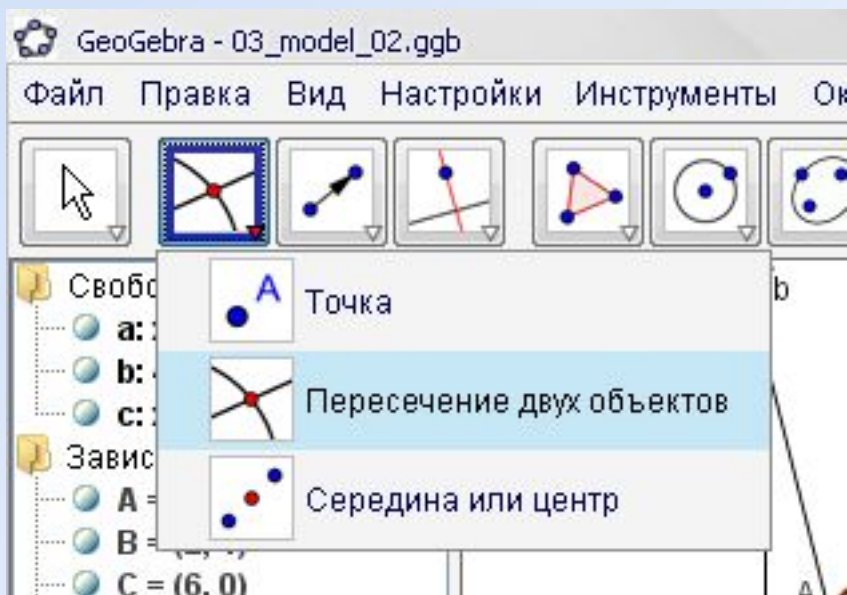 GeoGebra - 03_model_02.ggb
Файл Правка Вид Настройки Инструменты
A Точка
Пересечение двух объектов
Середина или центр
b
a:
b:
c:
A =
B =
C = (6, 0)
A